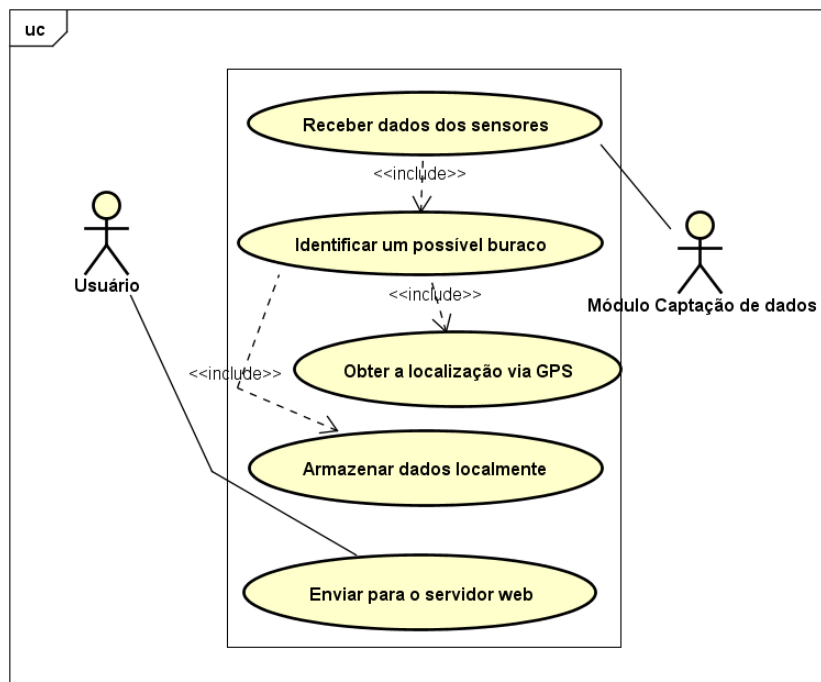 uc
Receber dados dos sensores
<<include>>
Identificar um possível buraco
Usuário
<<include>>
Módulo Captação de dados
Obter a localização via GPS
<<include>>
Armazenar dados localmente
Enviar para o servidor web